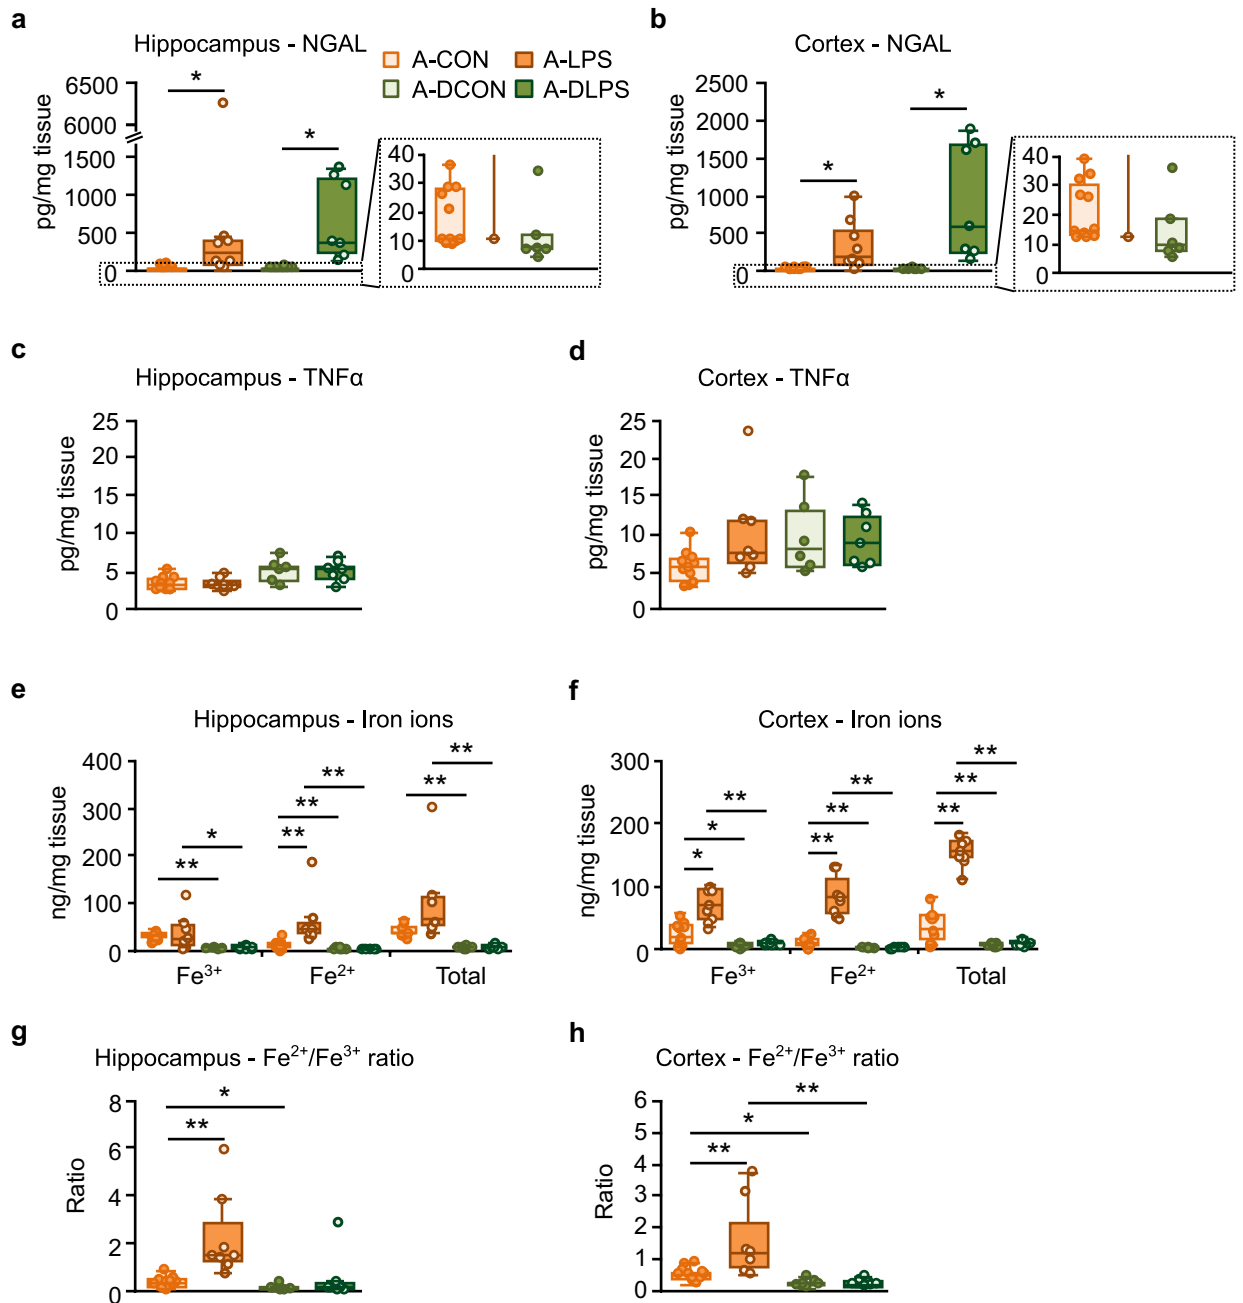 a
Hippocampus - NGAL
A-CON
A-LPS
A-DCON
A-DLPS
pg/mg tissue
6500
6000
1500
1000
500
0
*
*
40
30
20
10
0
b
Cortex - NGAL
pg/mg tissue
2500
2000
1500
1000
500
0
*
*
40
30
20
10
0
c
Hippocampus - TNFα
pg/mg tissue
25
20
15
10
5
0
d
Cortex - TNFα
pg/mg tissue
25
20
15
10
5
0
e
Hippocampus - Iron ions
ng/mg tissue
400
300
200
100
0
**
*
**
**
**
**
**
Fe³⁺
Fe²⁺
Total
f
Cortex - Iron ions
ng/mg tissue
300
200
100
0
*
*
**
**
**
**
**
**
**
Fe³⁺
Fe²⁺
Total
g
Hippocampus - Fe²⁺/Fe³⁺ ratio
Ratio
8
6
4
2
0
*
**
h
Cortex - Fe²⁺/Fe³⁺ ratio
Ratio
6
5
4
3
2
1
0
**
*
**